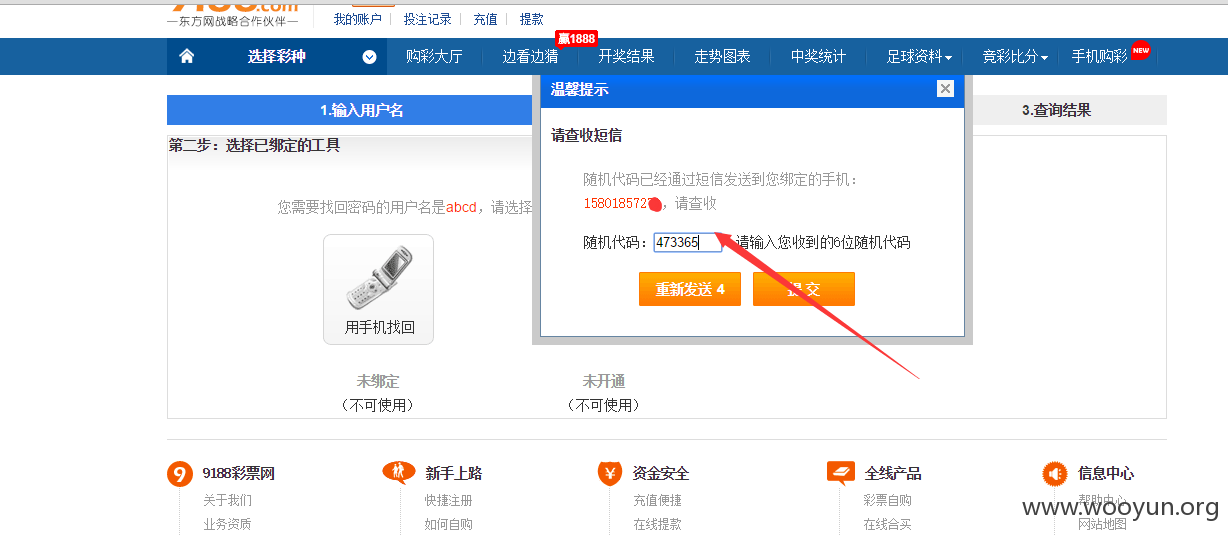 —东方网战略合作伙伴—
我的账户 投注记录 充值 提款
赢1888
选择彩种 购彩大厅 边看边猜 开奖结果 走势图表 中奖统计 足球资料 竞彩比分 手机购彩 NEW
温馨提示
1.输入用户名 3.查询结果
第二步：选择已绑定的工具
请查收短信
随机代码已经通过短信发送到您绑定的手机：
您需要找回密码的用户名是abcd，请选择
1580185727 ，请查收
随机代码： 473365 请输入您收到的6位随机代码
重新发送 4 提 交
用手机找回
未绑定 未开通
（不可使用） （不可使用）
9188彩票网 新手上路 资金安全 全线产品 信息中心
关于我们 快捷注册 充值便捷 彩票自购 帮助中心
www.wooyun.org
业务资质 如何自购 在线提款 在线合买 网站地图